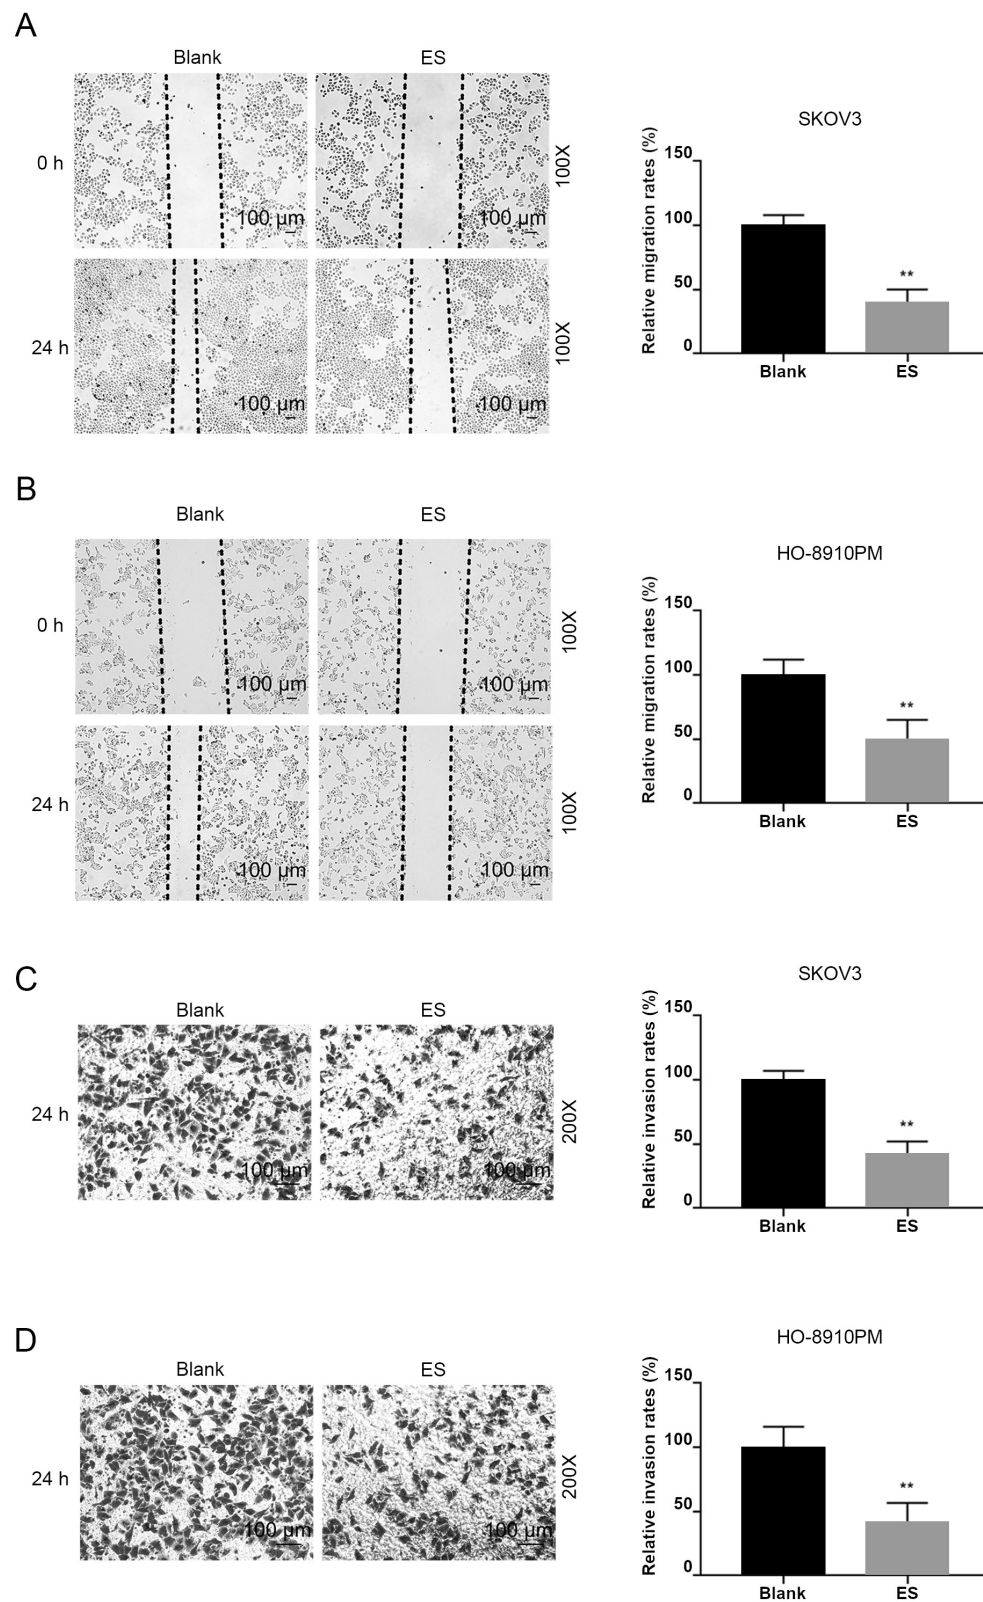 A
Blank ES
SKOV3
0 h
100X
100 µm 100 µm
24 h
100X
100 µm 100 µm
Relative migration rates (%)
150
100
50
0
**
Blank ES
B
Blank ES
HO-8910PM
0 h
100X
100 µm 100 µm
24 h
100X
100 µm 100 µm
Relative migration rates (%)
150
100
50
0
**
Blank ES
C
Blank ES
SKOV3
24 h
200X
100 µm 100 µm
Relative invasion rates (%)
150
100
50
0
**
Blank ES
D
Blank ES
HO-8910PM
24 h
200X
100 µm 100 µm
Relative invasion rates (%)
150
100
50
0
**
Blank ES